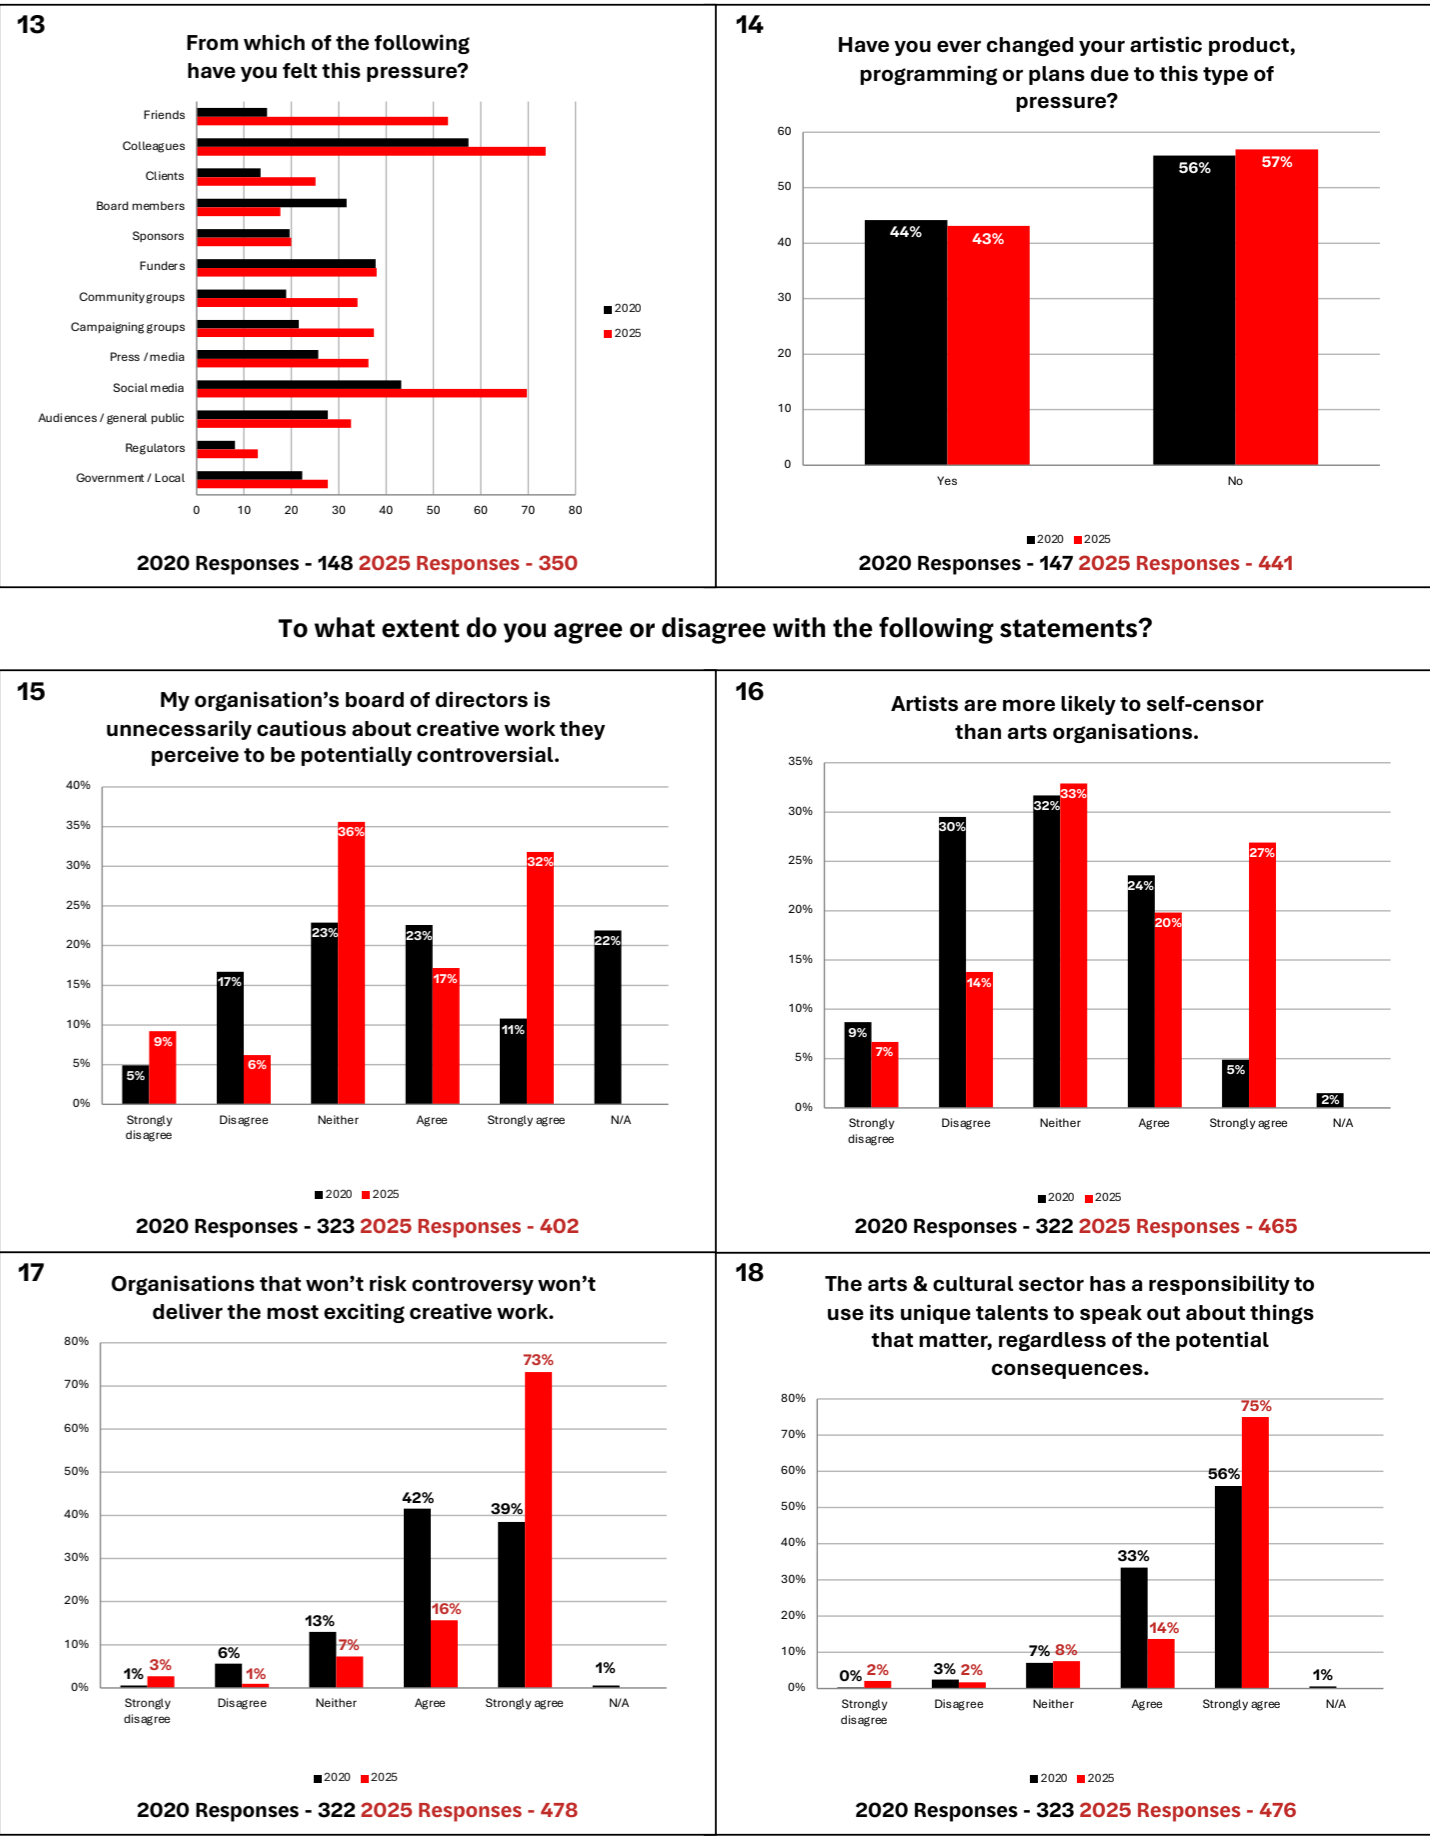 13
From which of the following
have you felt this pressure?
Friends
Colleagues
Clients
Board members
Sponsors
Funders
Community groups
Campaigning groups
Press / media
Social media
Audiences / general public
Regulators
Government / Local
0 10 20 30 40 50 60 70 80
2020
2025
2020 Responses - 148 2025 Responses - 350
14
Have you ever changed your artistic product,
programming or plans due to this type of
pressure?
60
50
40
30
20
10
0
44% 43%
56% 57%
Yes No
2020 2025
2020 Responses - 147 2025 Responses - 441
To what extent do you agree or disagree with the following statements?
15
My organisation's board of directors is
unnecessarily cautious about creative work they
perceive to be potentially controversial.
40%
35%
30%
25%
20%
15%
10%
5%
0%
5% 9% 17% 6% 23% 36% 23% 17% 11% 32% 22%
Strongly disagree Disagree Neither Agree Strongly agree N/A
2020 2025
2020 Responses - 323 2025 Responses - 402
16
Artists are more likely to self-censor
than arts organisations.
35%
30%
25%
20%
15%
10%
5%
0%
9% 7% 30% 14% 32% 33% 24% 20% 5% 27% 2%
Strongly disagree Disagree Neither Agree Strongly agree N/A
2020 2025
2020 Responses - 322 2025 Responses - 465
17
Organisations that won't risk controversy won't
deliver the most exciting creative work.
80%
70%
60%
50%
40%
30%
20%
10%
0%
1% 3% 6% 1% 13% 7% 42% 16% 39% 73% 1%
Strongly disagree Disagree Neither Agree Strongly agree N/A
2020 2025
2020 Responses - 322 2025 Responses - 478
18
The arts & cultural sector has a responsibility to
use its unique talents to speak out about things
that matter, regardless of the potential
consequences.
80%
70%
60%
50%
40%
30%
20%
10%
0%
0% 2% 3% 2% 7% 8% 33% 14% 56% 75% 1%
Strongly disagree Disagree Neither Agree Strongly agree N/A
2020 2025
2020 Responses - 323 2025 Responses - 476